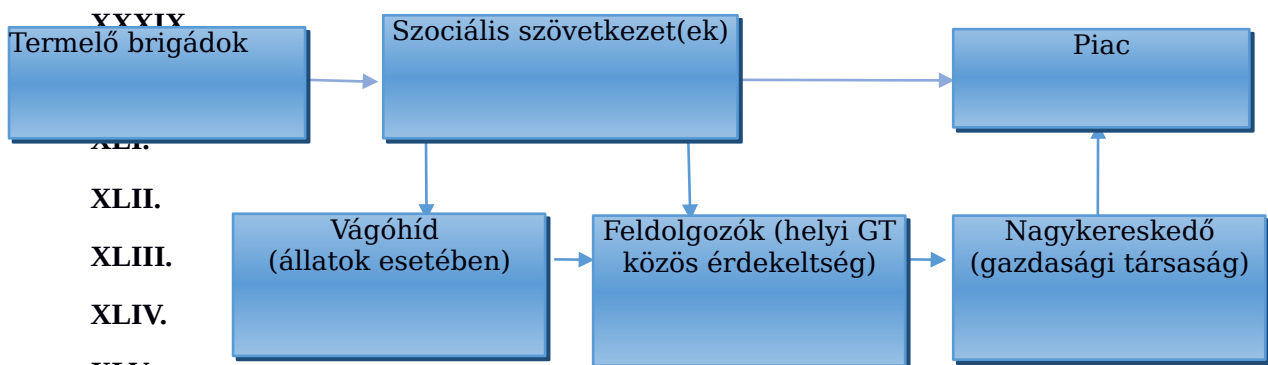 XXXIX
Termelő brigádok
Szociális szövetkezet(ek)
Piac
XLI.
XLII.
Vágóhíd
(állatok esetében)
Feldolgozók (helyi GT
közös érdekeltség)
Nagykereskedő
(gazdasági társaság)
XLIII.
XLIV.